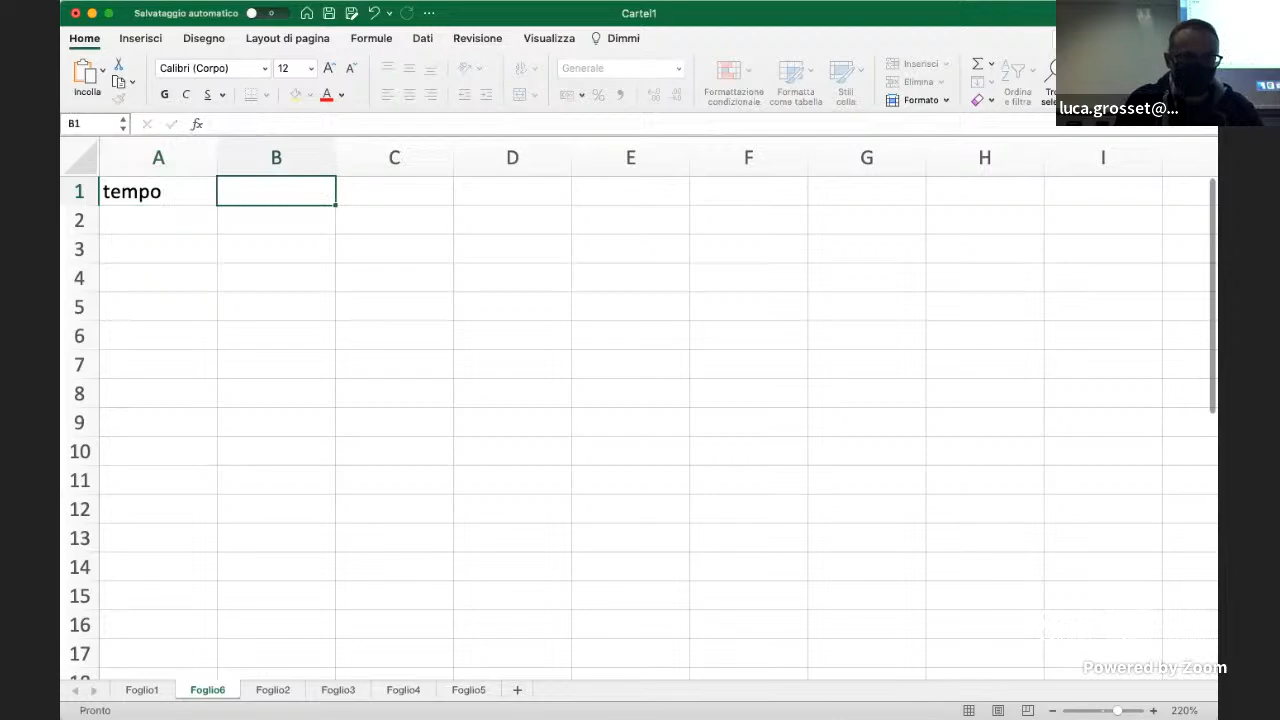 Salvataggio automatico
Cartel1
Home Inserisci Disegno Layout di pagina Formule Dati Revisione Visualizza Dimmi
Incolla
Calibri (Corpo) 12
G C S
Generale
Formattazione condizionale
Formatta come tabella
Stili cella
Inserisci
Elimina
Formato
Ordina e filtra
luca.grosset@...
B1 fx
A B C D E F G H I
1 tempo
2
3
4
5
6
7
8
9
10
11
12
13
14
15
16
17
Powered by Zoom
Foglio1 Foglio6 Foglio2 Foglio3 Foglio4 Foglio5 +
Pronto 220%